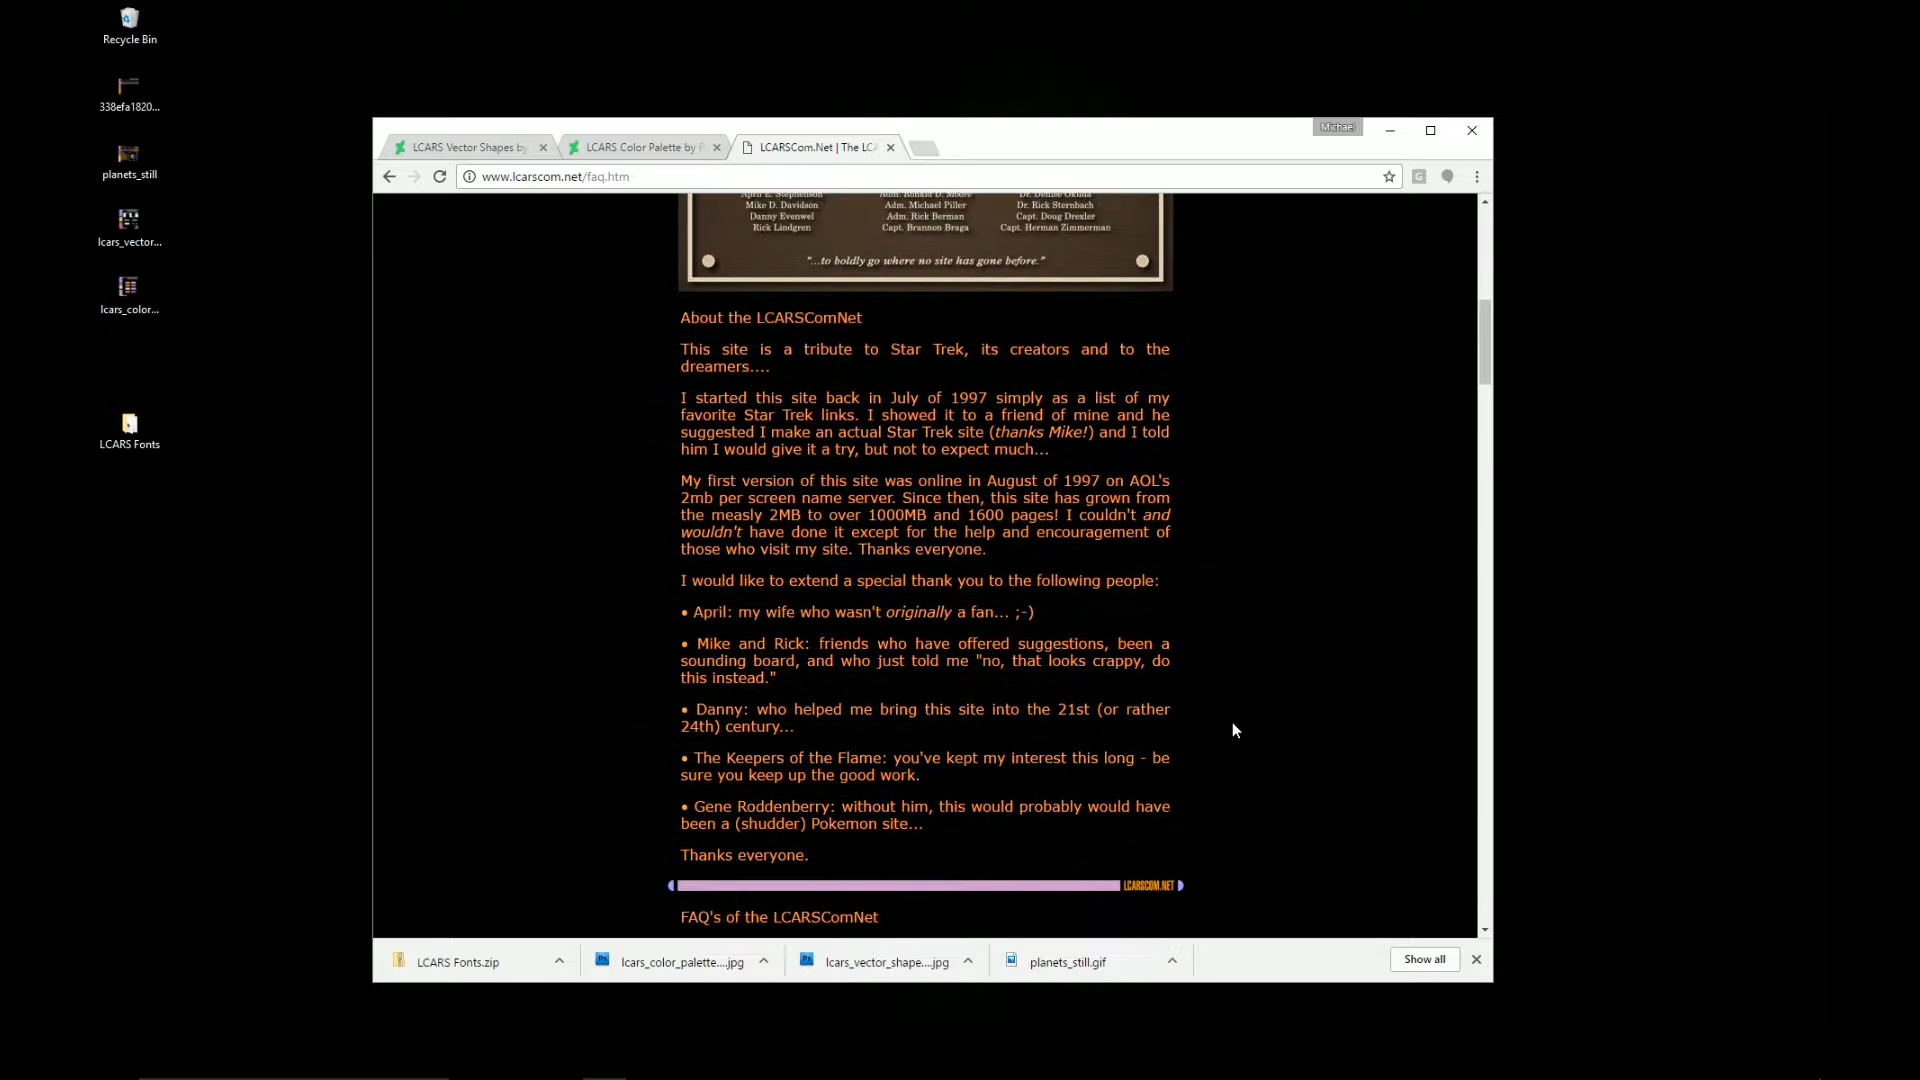 Recycle Bin
338efa1820...
planets_still
lcars_vector...
lcars_color...
LCARS Fonts
Michael
LCARS Vector Shapes by
LCARS Color Palette by
LCARSCom.Net | The LCA
www.lcarscom.net/faq.htm
April E. Stephenson Adm. Ronald D. Moore Dr. Denise Okuda
Mike D. Davidson Adm. Michael Piller Dr. Rick Sternbach
Danny Evenwel Adm. Rick Berman Capt. Doug Drexler
Rick Lindgren Capt. Brannon Braga Capt. Herman Zimmerman
"...to boldly go where no site has gone before."
About the LCARSComNet
This site is a tribute to Star Trek, its creators and to the
dreamers....
I started this site back in July of 1997 simply as a list of my
favorite Star Trek links. I showed it to a friend of mine and he
suggested I make an actual Star Trek site (thanks Mike!) and I told
him I would give it a try, but not to expect much...
My first version of this site was online in August of 1997 on AOL's
2mb per screen name server. Since then, this site has grown from
the measly 2MB to over 1000MB and 1600 pages! I couldn't and
wouldn't have done it except for the help and encouragement of
those who visit my site. Thanks everyone.
I would like to extend a special thank you to the following people:
• April: my wife who wasn't originally a fan... ;-)
• Mike and Rick: friends who have offered suggestions, been a
sounding board, and who just told me "no, that looks crappy, do
this instead."
• Danny: who helped me bring this site into the 21st (or rather
24th) century...
• The Keepers of the Flame: you've kept my interest this long - be
sure you keep up the good work.
• Gene Roddenberry: without him, this would probably would have
been a (shudder) Pokemon site...
Thanks everyone.
LCARSCOM.NET
FAQ's of the LCARSComNet
LCARS Fonts.zip
lcars_color_palette....jpg
lcars_vector_shape....jpg
planets_still.gif
Show all